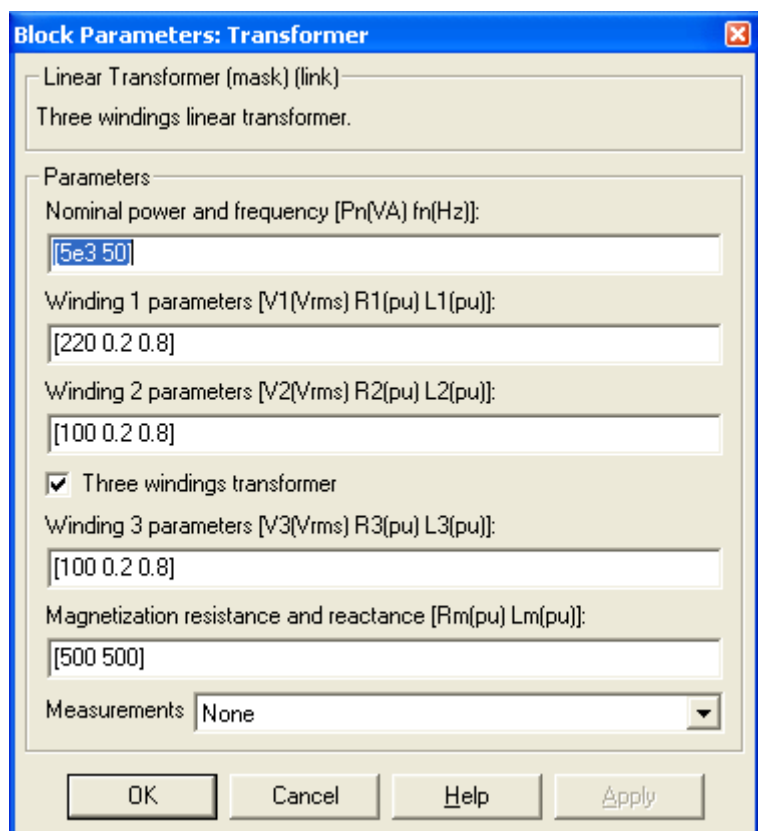 Block Parameters: Transformer
Linear Transformer (mask) (link)
Three windings linear transformer.
Parameters
Nominal power and frequency [Pn(VA) fn(Hz)]:
[5e3 50]
Winding 1 parameters [V1(Vrms) R1(pu) L1(pu)]:
[220 0.2 0.8]
Winding 2 parameters [V2(Vrms) R2(pu) L2(pu)]:
[100 0.2 0.8]
Three windings transformer
Winding 3 parameters [V3(Vrms) R3(pu) L3(pu)]:
[100 0.2 0.8]
Magnetization resistance and reactance [Rm(pu) Lm(pu)]:
[500 500]
Measurements None
OK Cancel Help Apply